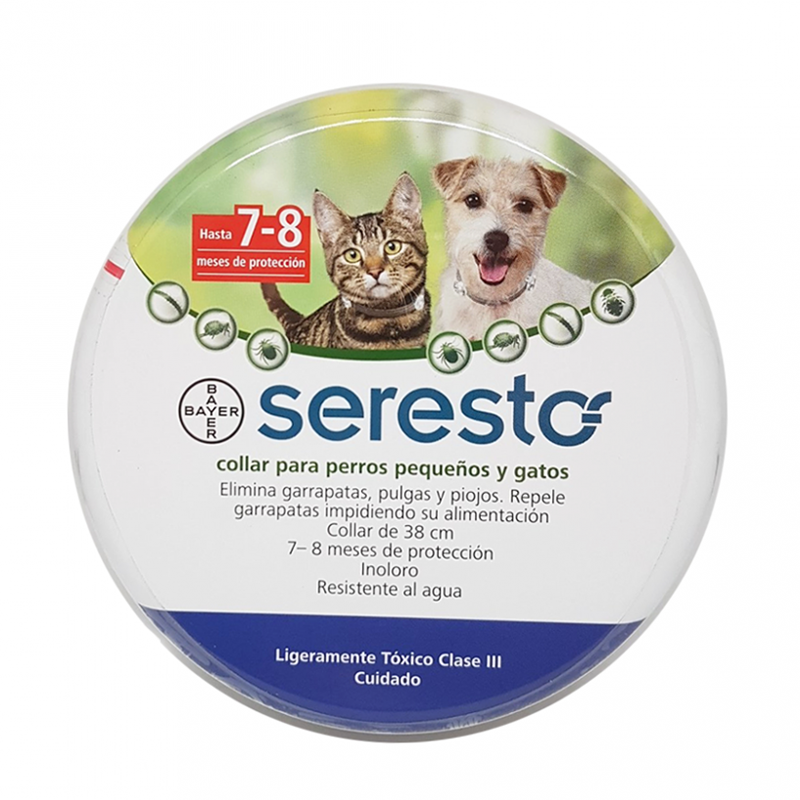 Hasta 7-8
meses de protección
BAYER
BAYER
seresto
collar para perros pequeños y gatos
Elimina garrapatas, pulgas y piojos. Repele
garrapatas impidiendo su alimentación
Collar de 38 cm
7– 8 meses de protección
Inoloro
Resistente al agua
Ligeramente Tóxico Clase III
Cuidado